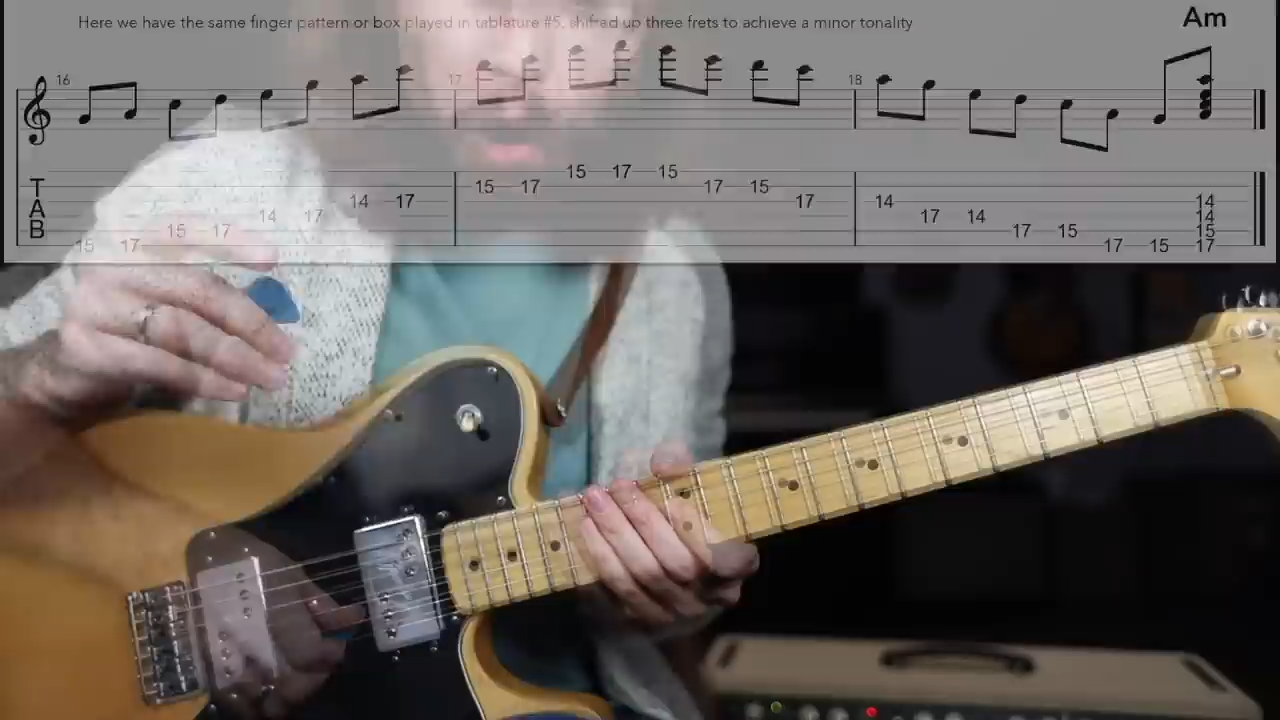 Here we have the same finger pattern or box played in tablature #5, shifted up three frets to achieve a minor tonality
Am
16 17 18
15 17 15
15 17 17 15
14 17 17 14 14
14 17 17 14 14
T
A
B
15 17 17 15 15
15 17 17 15 17